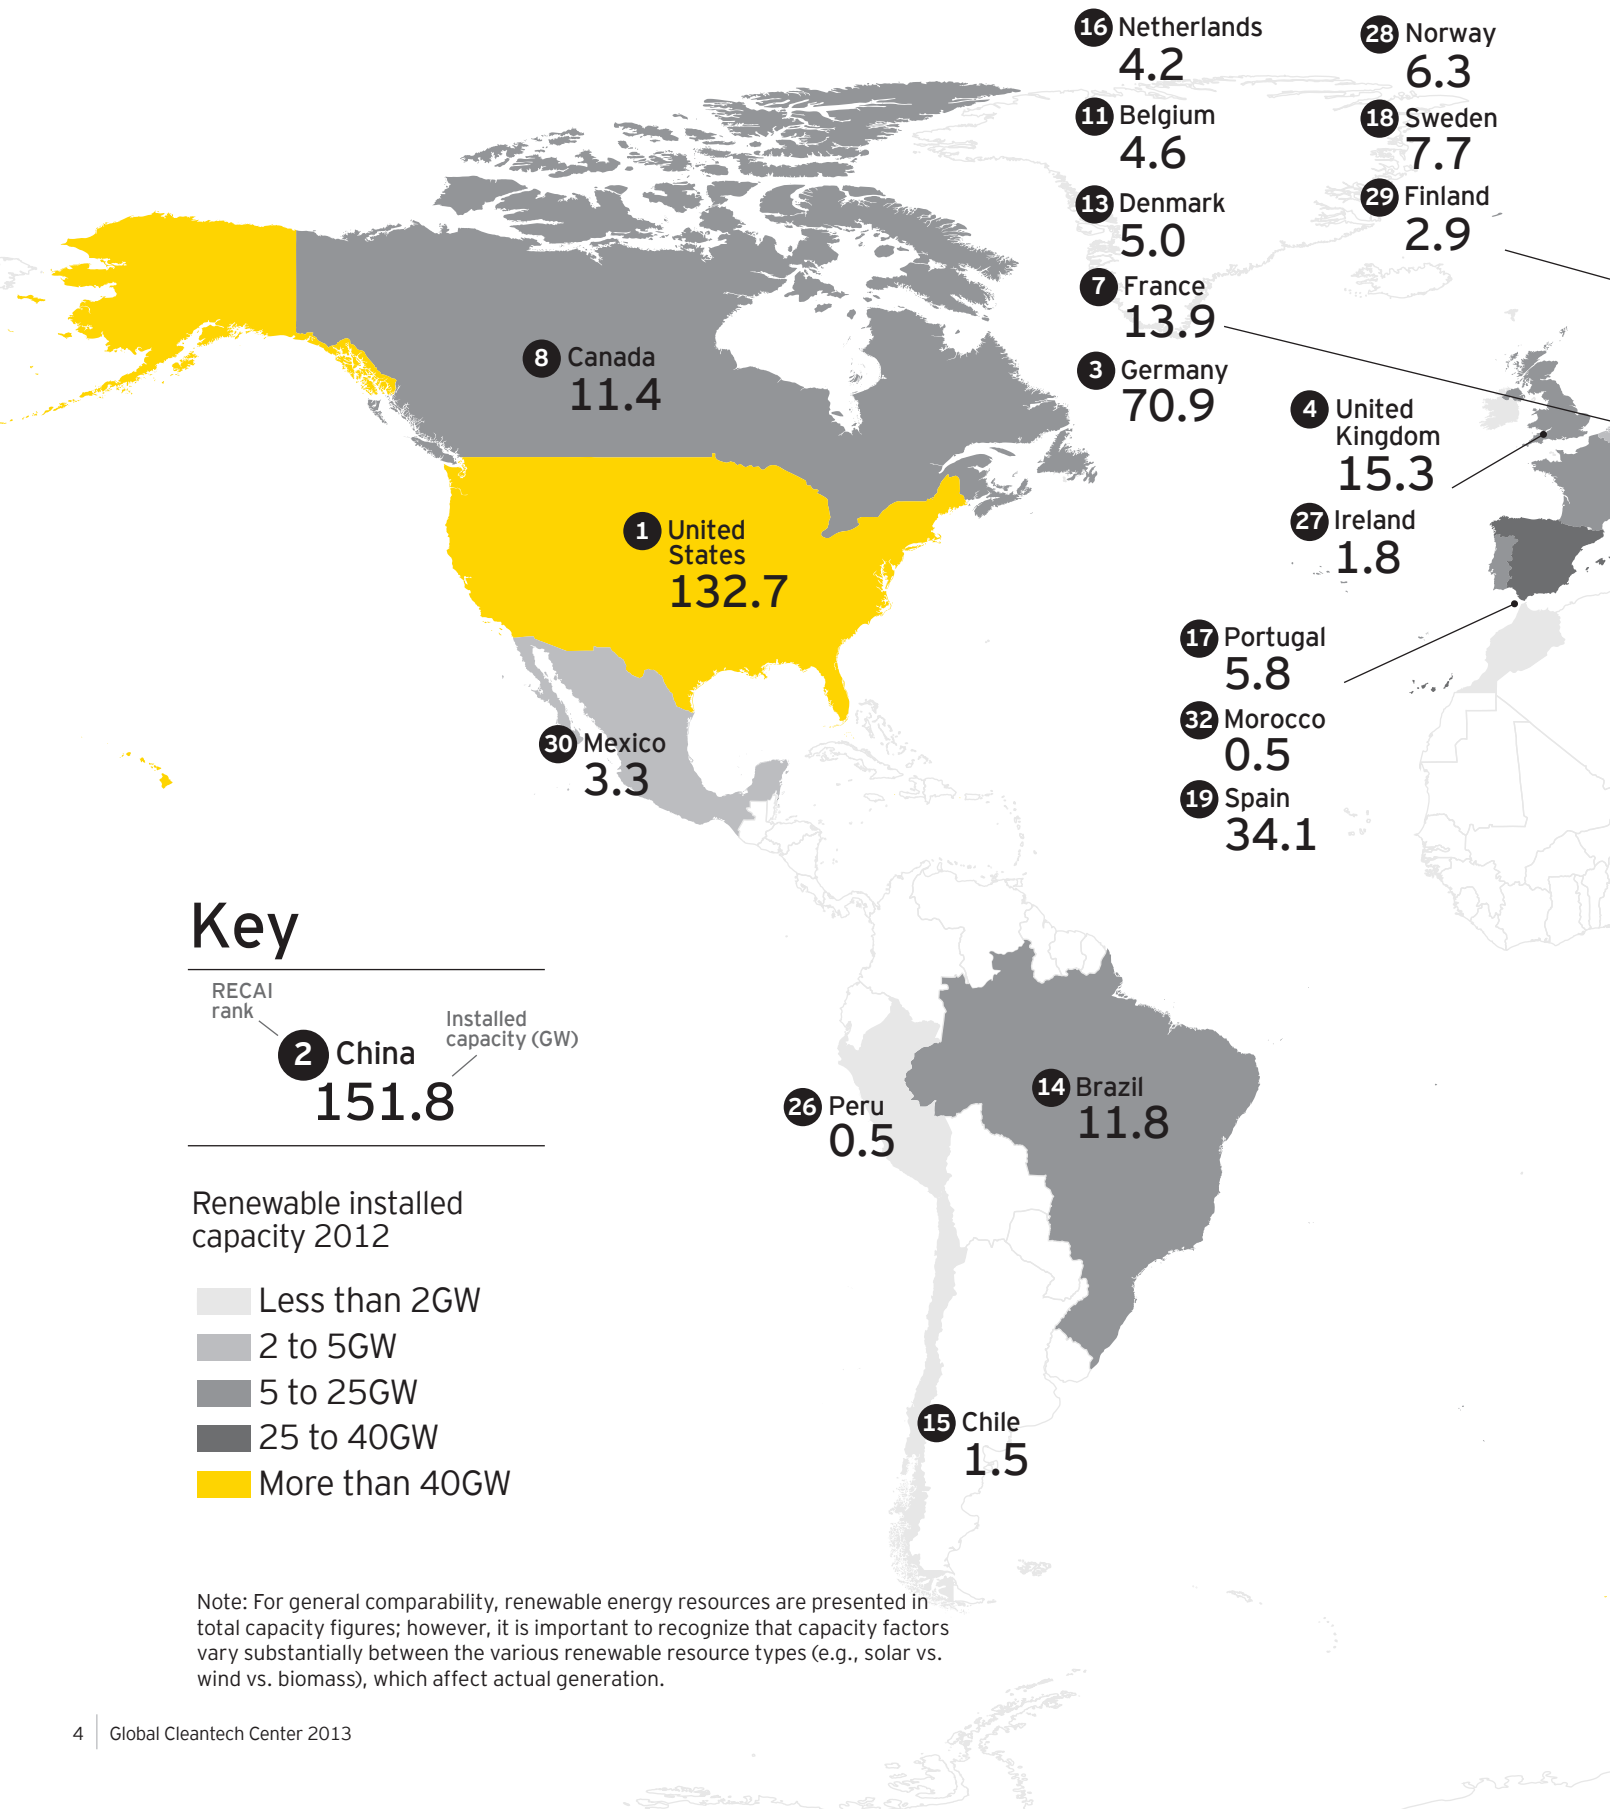 16 Netherlands
4.2
28 Norway
6.3
11 Belgium
4.6
18 Sweden
7.7
13 Denmark
5.0
29 Finland
2.9
7 France
13.9
3 Germany
70.9
8 Canada
11.4
4 United
Kingdom
15.3
27 Ireland
1.8
1 United
States
132.7
17 Portugal
5.8
32 Morocco
0.5
19 Spain
34.1
30 Mexico
3.3
Key
RECAI
rank
Installed
capacity (GW)
2 China
151.8
26 Peru
0.5
14 Brazil
11.8
15 Chile
1.5
Renewable installed
capacity 2012
Less than 2GW
2 to 5GW
5 to 25GW
25 to 40GW
More than 40GW
Note: For general comparability, renewable energy resources are presented in
total capacity figures; however, it is important to recognize that capacity factors
vary substantially between the various renewable resource types (e.g., solar vs.
wind vs. biomass), which affect actual generation.
4 Global Cleantech Center 2013